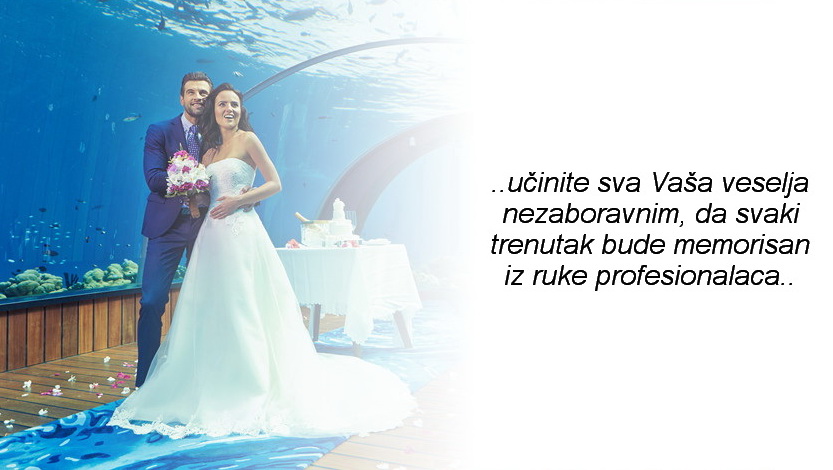 ..učinite sva Vaša veselja
nezaboravnim, da svaki
trenutak bude memorisan
iz ruke profesionalaca..